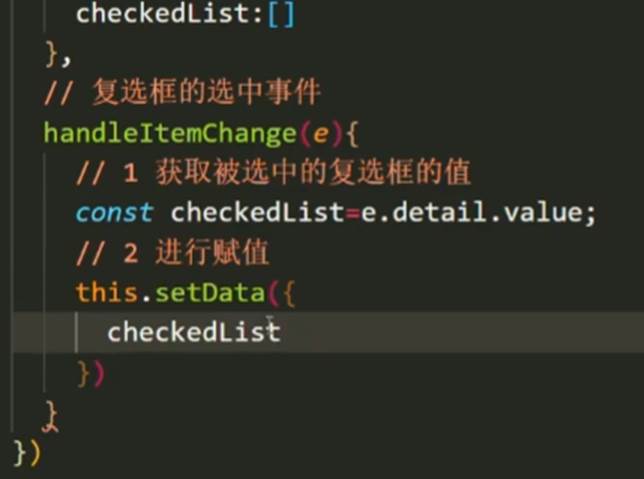 checkedList:[]
},
// 复选框的选中事件
handleItemChange(e){
// 1 获取被选中的复选框的值
const checkedList=e.detail.value;
// 2 进行赋值
this.setData({
checkedList
})
}
})